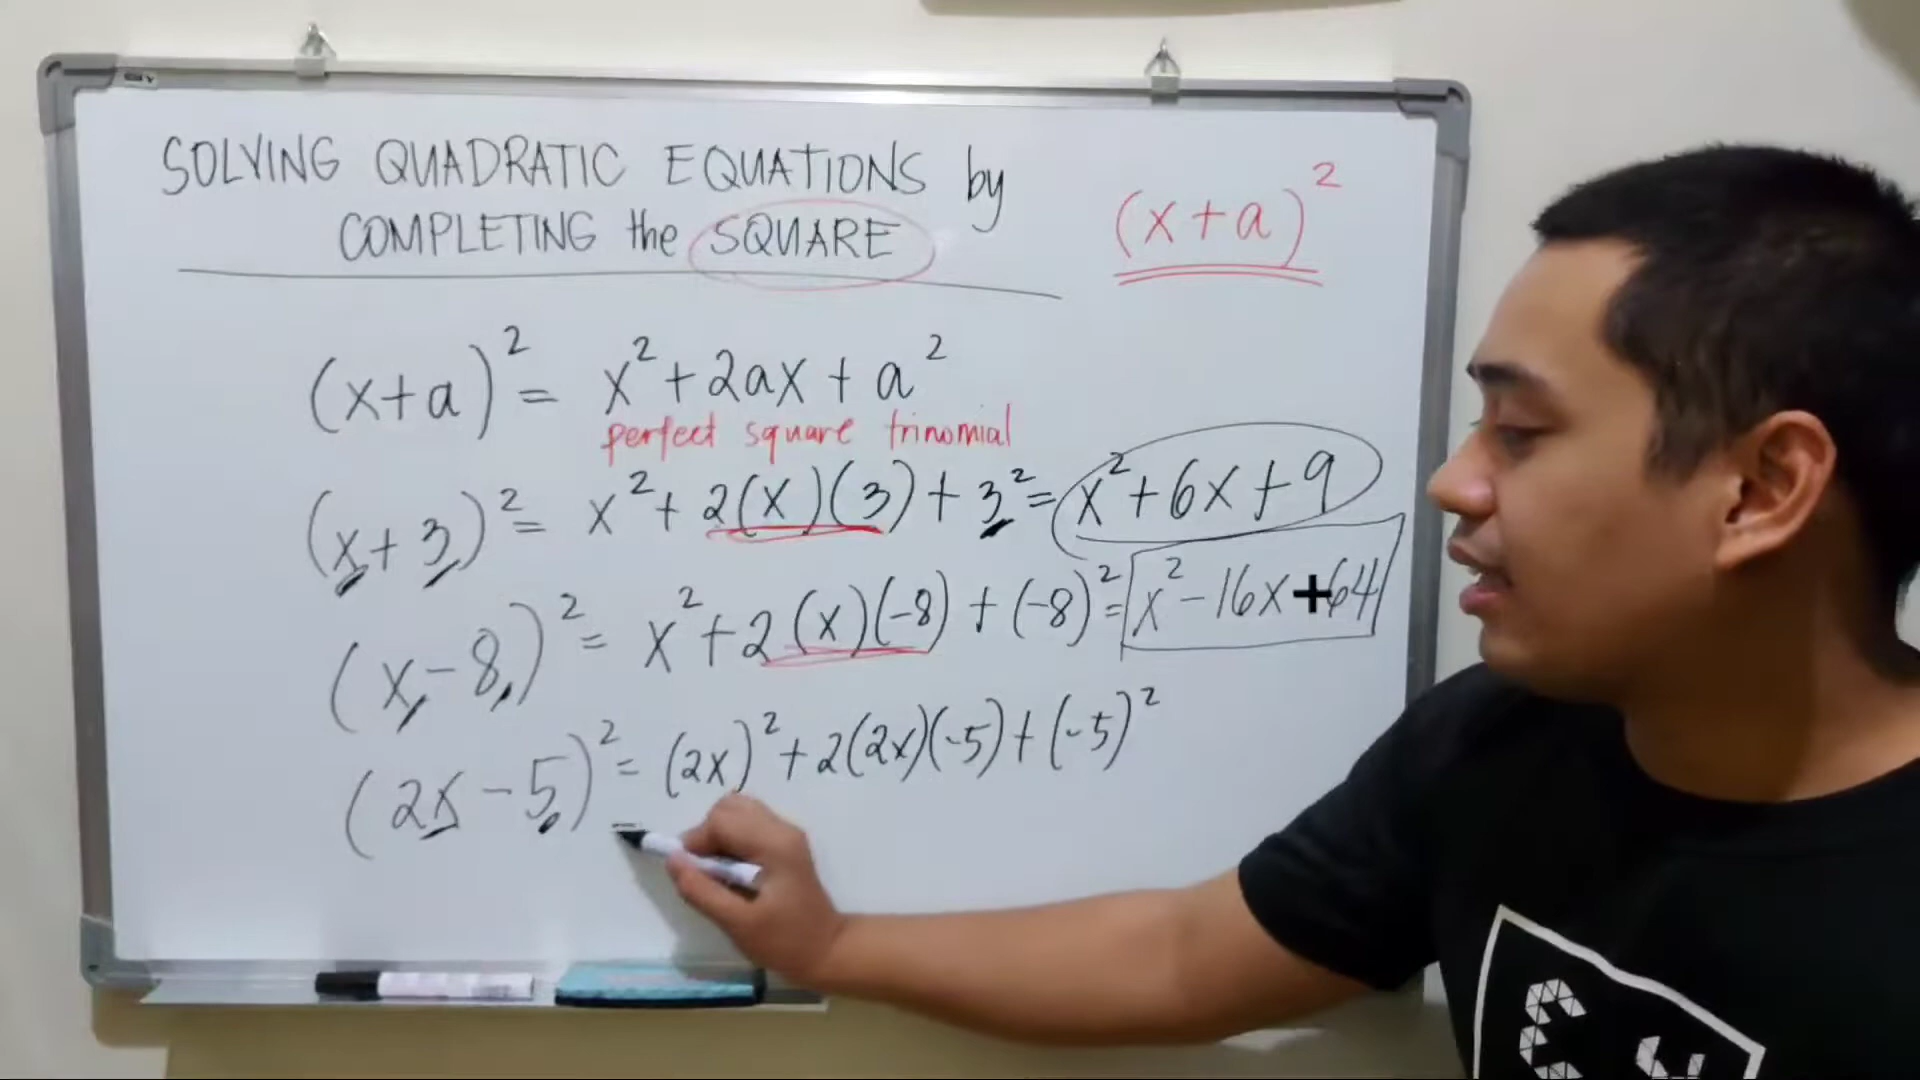 SOLVING QUADRATIC EQUATIONS by
COMPLETING the SQUARE
(x+a)²
(x+a)² = x²+2ax+a²
perfect square trinomial
(x+3)² = x²+2(x)(3)+3² = x²+6x+9
(x-8)² = x²+2(x)(-8)+(-8)² = x²-16x+64
(2x-5)² = (2x)²+2(2x)(-5)+(-5)²
=